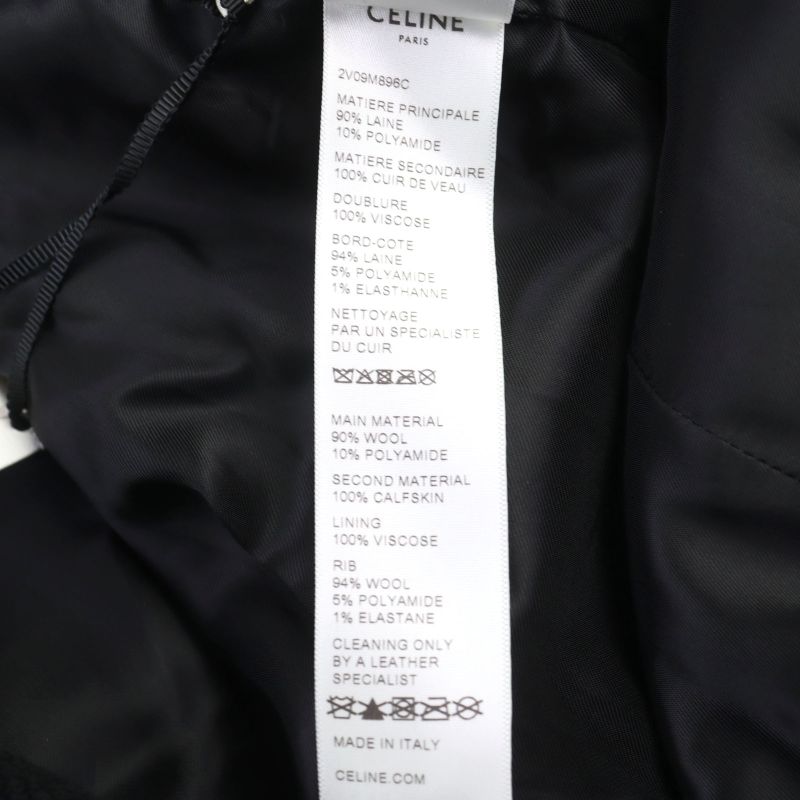 CELINE
PARIS
2V09M896C
MATIERE PRINCIPALE
90% LAINE
10% POLYAMIDE
MATIERE SECONDAIRE
100% CUIR DE VEAU
DOUBLURE
100% VISCOSE
BORD-COTE
94% LAINE
5% POLYAMIDE
1% ELASTHANNE
NETTOYAGE
PAR UN SPECIALISTE
DU CUIR
MAIN MATERIAL
90% WOOL
10% POLYAMIDE
SECOND MATERIAL
100% CALFSKIN
LINING
100% VISCOSE
RIB
94% WOOL
5% POLYAMIDE
1% ELASTANE
CLEANING ONLY
BY A LEATHER
SPECIALIST
MADE IN ITALY
CELINE.COM